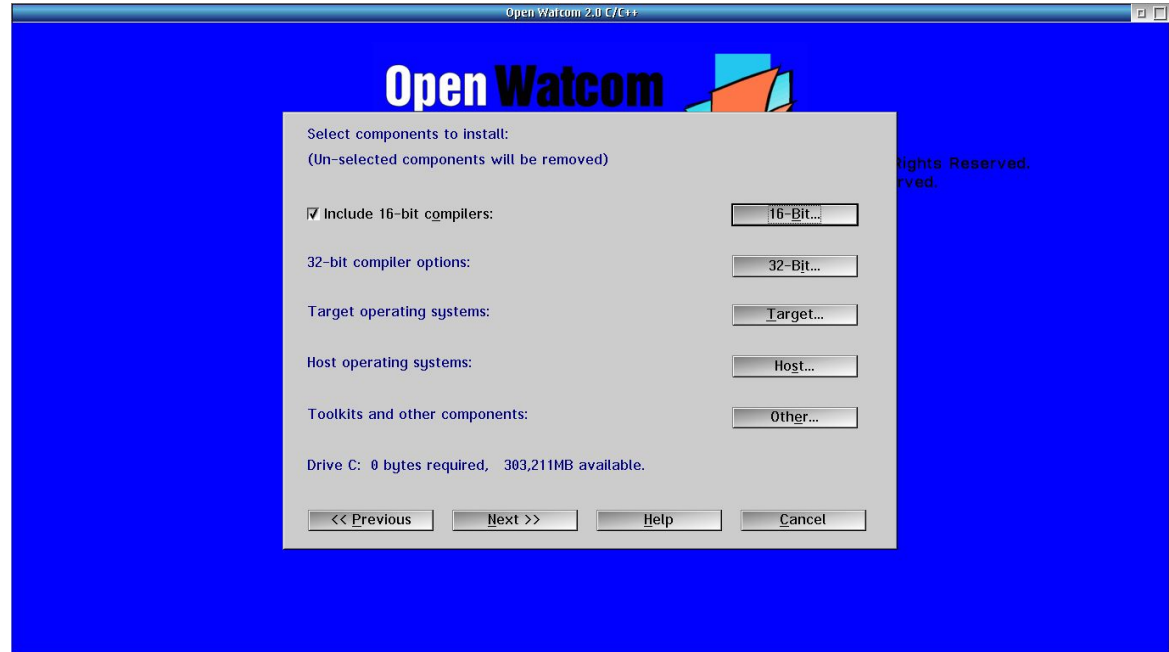 Open Watcom 2.0 C/C++
Open Watcom
Select components to install:
(Un-selected components will be removed)
Rights Reserved.
rved.
Include 16-bit compilers:
16-Bit...
32-bit compiler options:
32-Bit...
Target operating systems:
Target...
Host operating systems:
Host...
Toolkits and other components:
Other...
Drive C: 0 bytes required, 303,211MB available.
<< Previous
Next >>
Help
Cancel